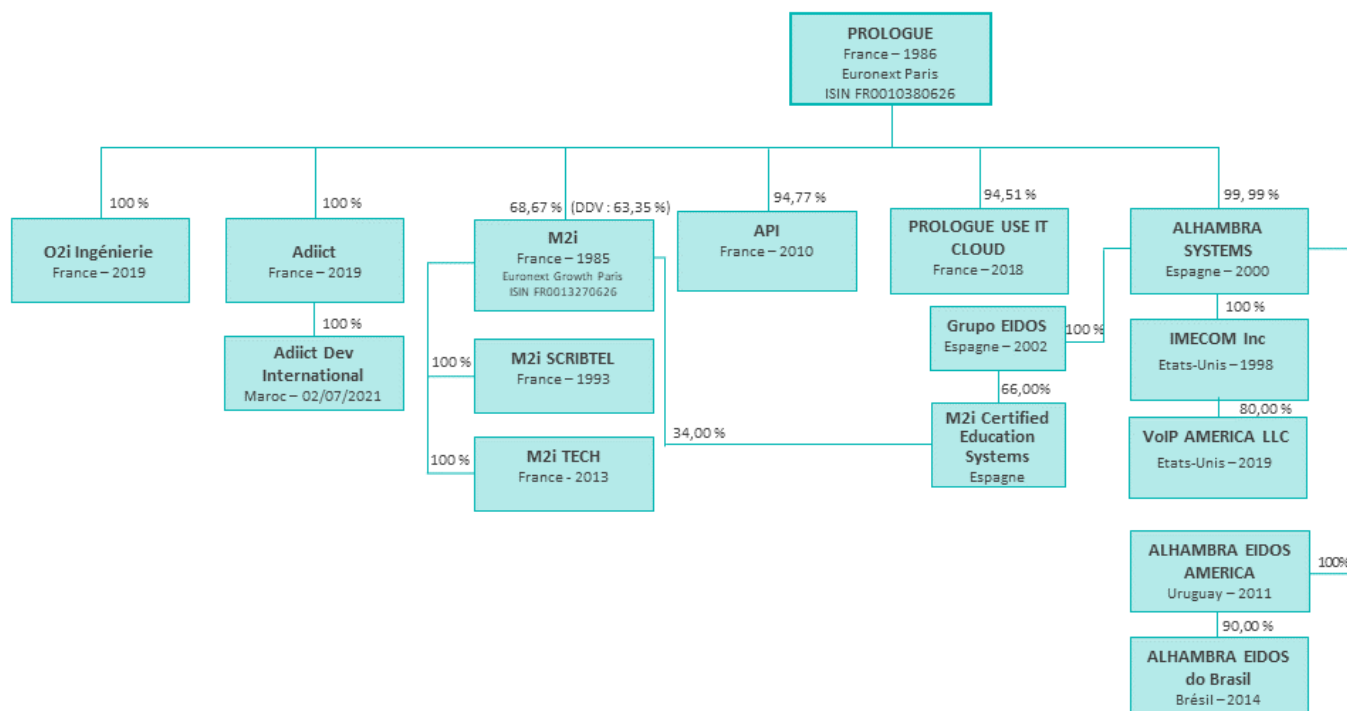 PROLOGUE
France – 1986
Euronext Paris
ISIN FR0010380626
100 %
O2i Ingénierie
France – 2019
100 %
Adiict
France – 2019
100 %
Adiict Dev
International
Maroc – 02/07/2021
68,67 % (DDV : 63,35 %)
M2i
France – 1985
Euronext Growth Paris
ISIN FR0013270626
100 %
M2i SCRIBTEL
France – 1993
100 %
M2i TECH
France - 2013
34,00 %
94,77 %
API
France – 2010
94,51 %
PROLOGUE USE IT
CLOUD
France – 2018
99, 99 %
ALHAMBRA
SYSTEMS
Espagne – 2000
100 %
Grupo EIDOS
Espagne – 2002
66,00%
M2i Certified
Education
Systems
Espagne
100 %
IMECOM Inc
Etats-Unis – 1998
80,00 %
VoIP AMERICA LLC
Etats-Unis – 2019
100%
ALHAMBRA EIDOS
AMERICA
Uruguay – 2011
90,00 %
ALHAMBRA EIDOS
do Brasil
Brésil – 2014